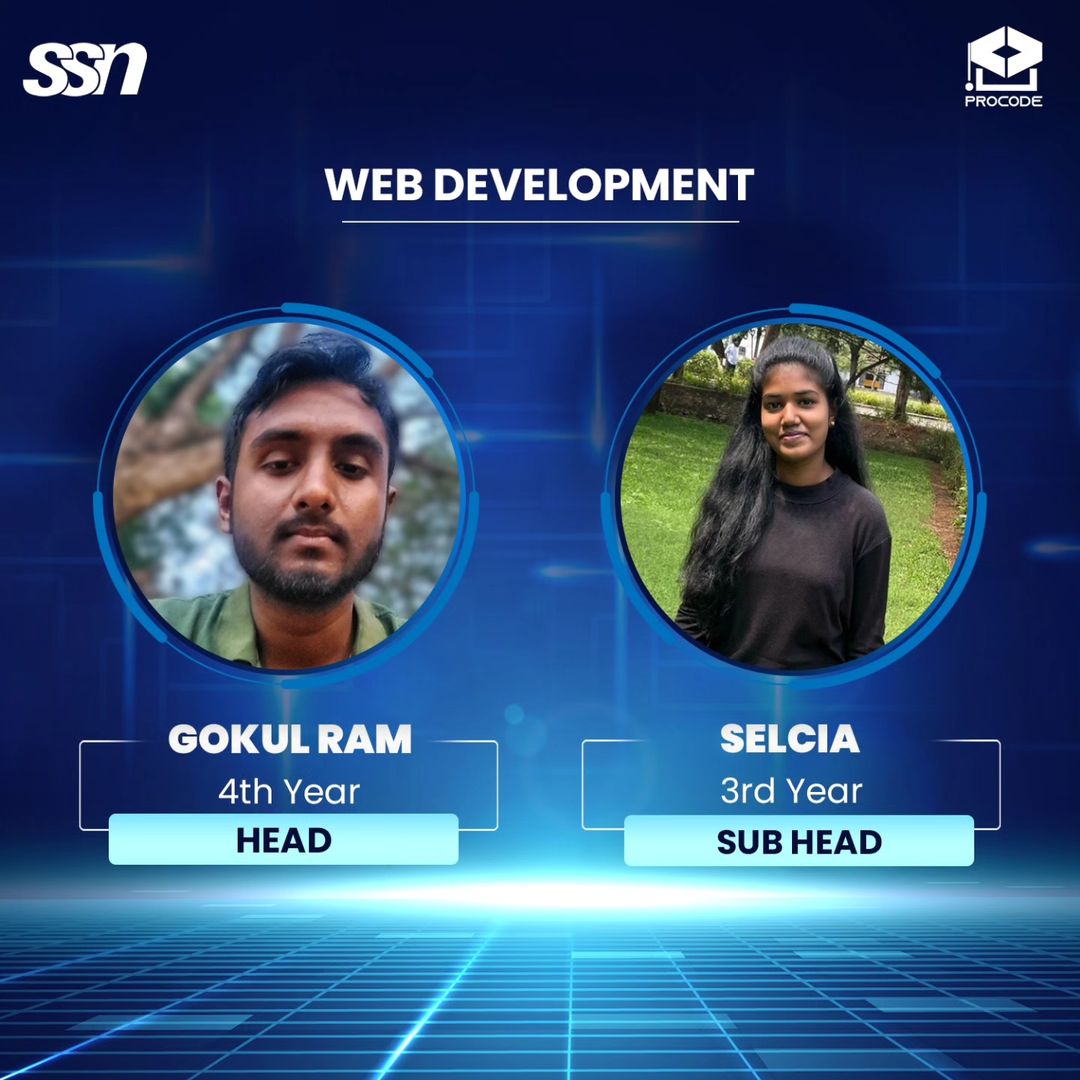 ssn
PROCODE
WEB DEVELOPMENT
GOKUL RAM
4th Year
HEAD
SELCIA
3rd Year
SUB HEAD